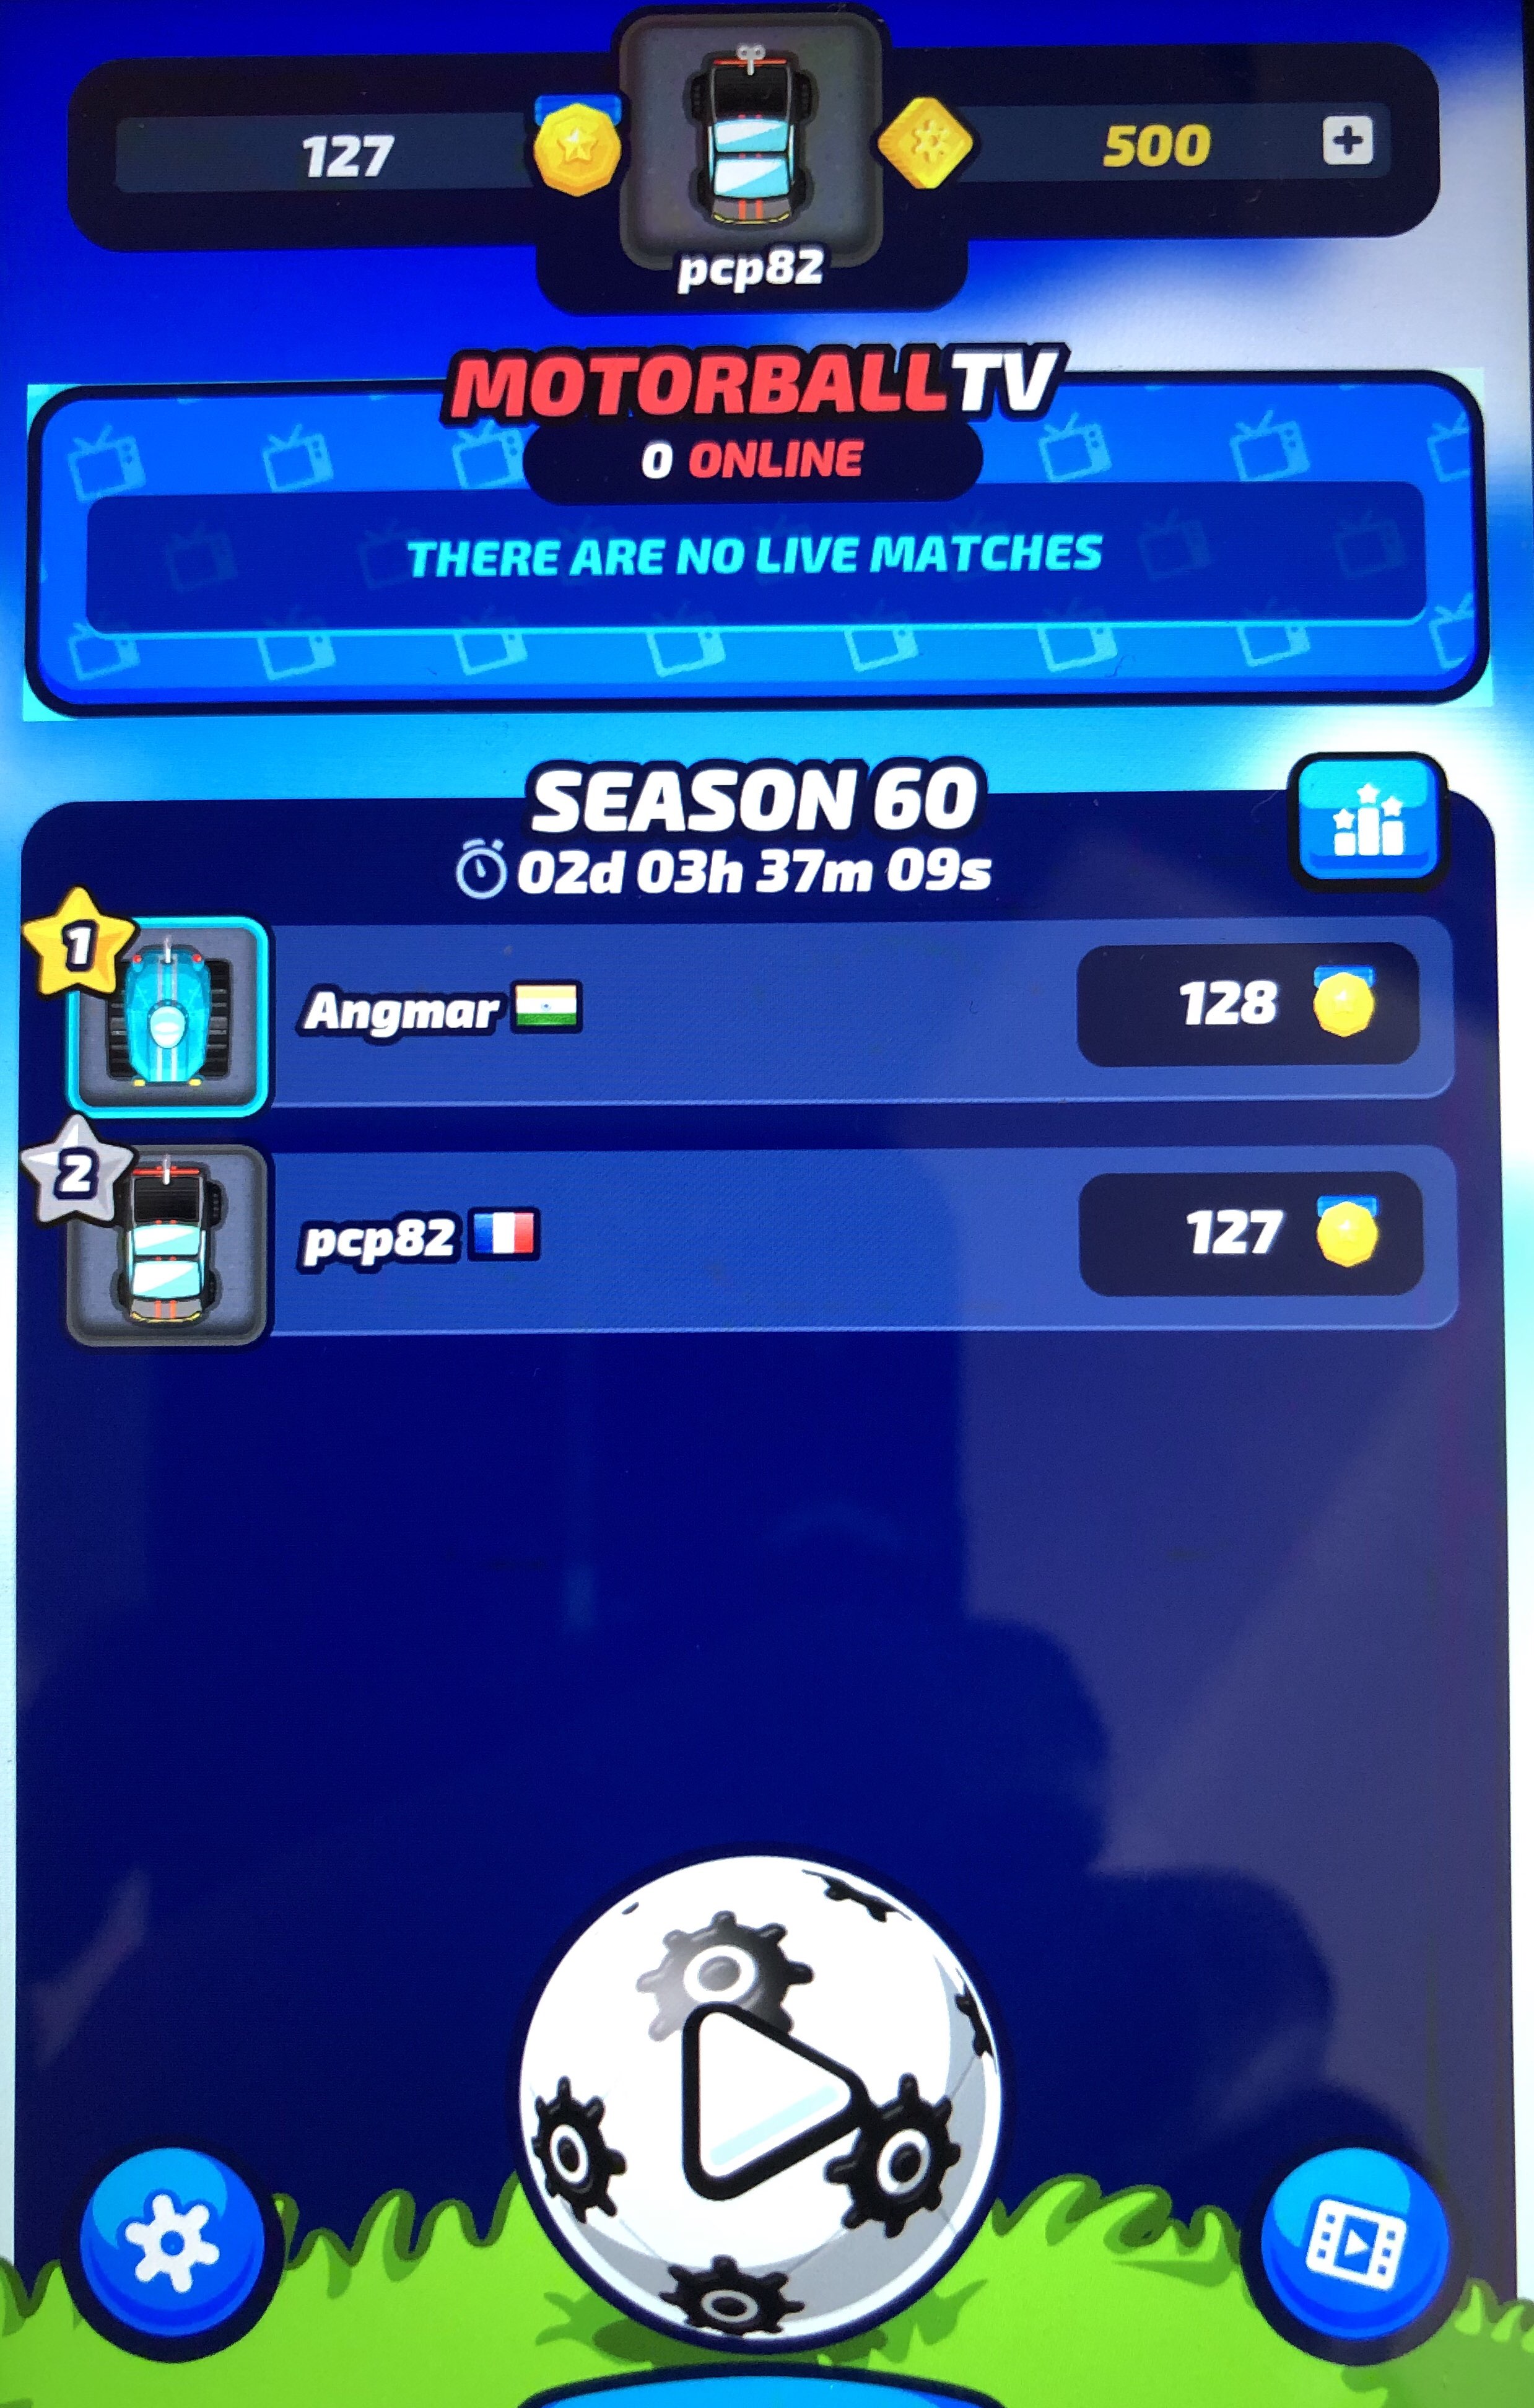 127
500
pcp82
MOTORBALL TV
0 ONLINE
THERE ARE NO LIVE MATCHES
SEASON 60
02d 03h 37m 09s
1
Angmar
128
2
pcp82
127